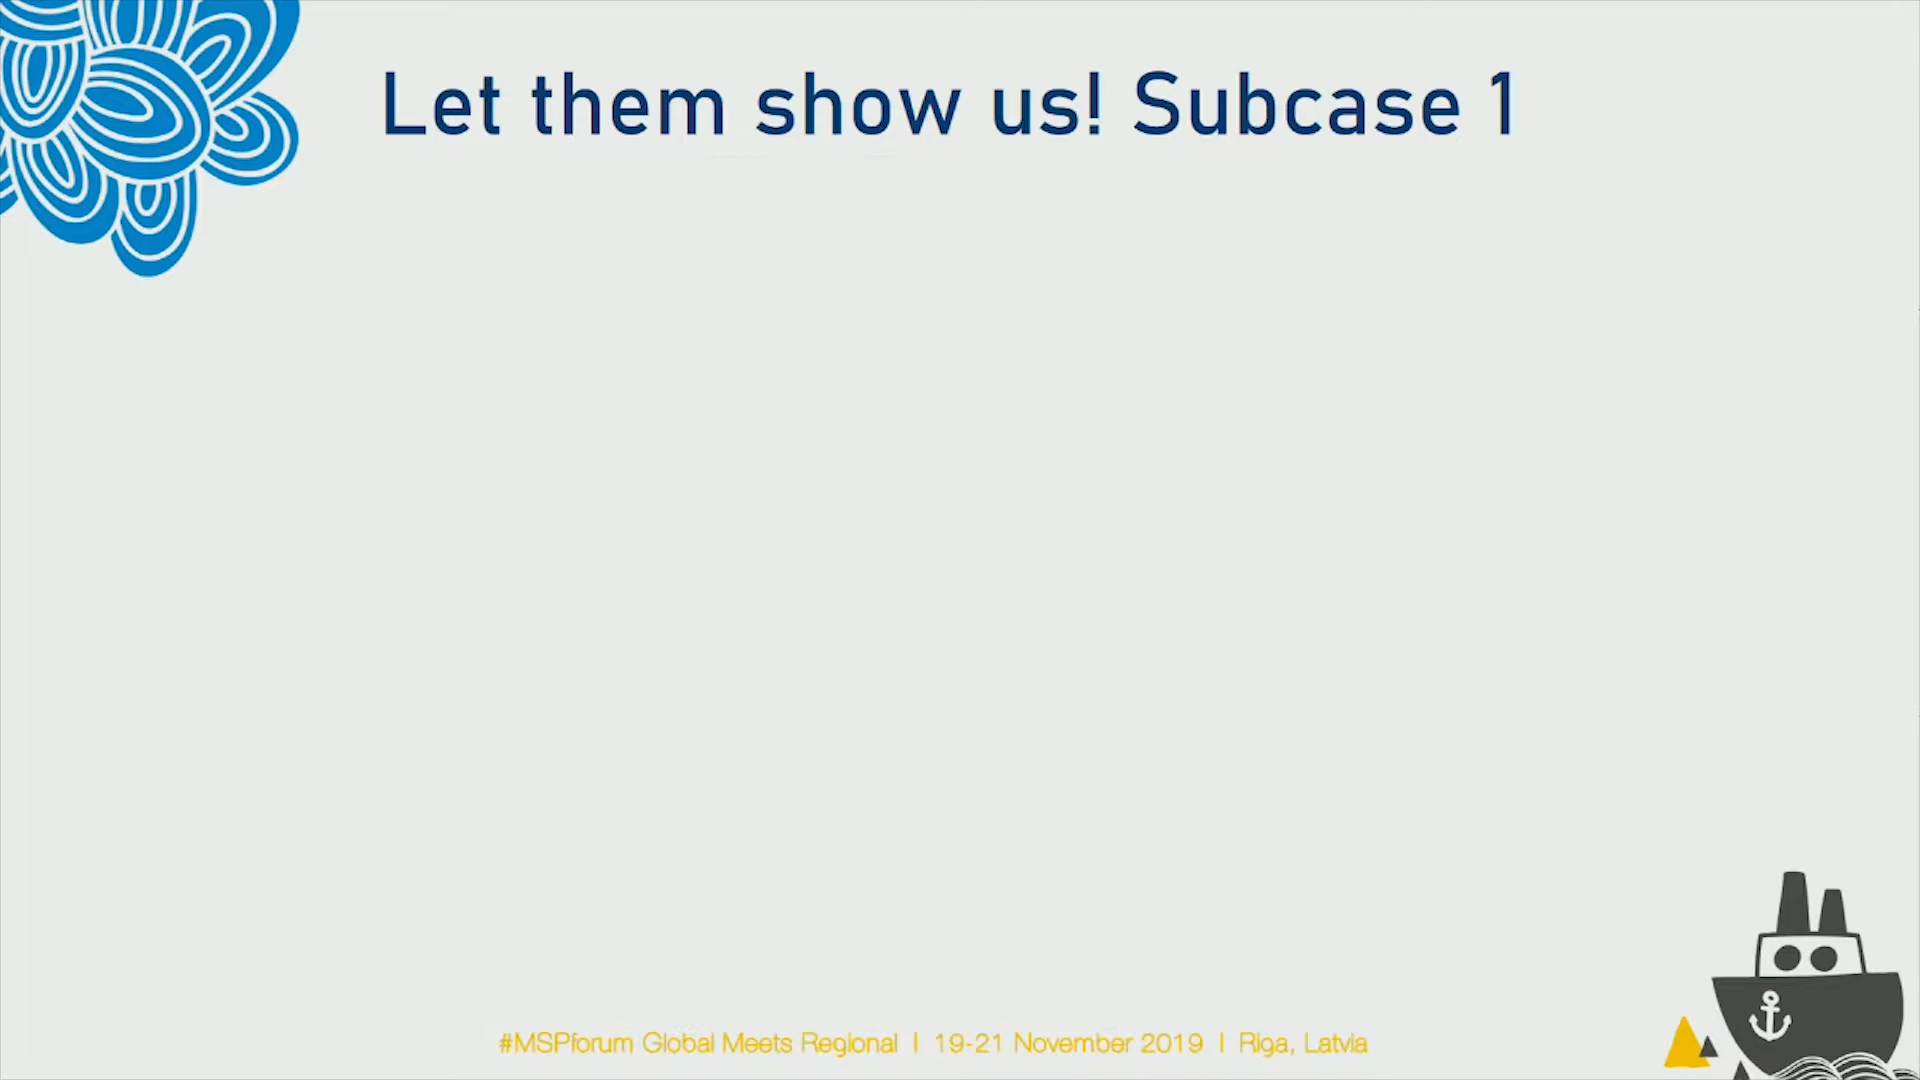 Let them show us! Subcase 1
#MSPforum Global Meets Regional | 19-21 November 2019 | Riga, Latvia